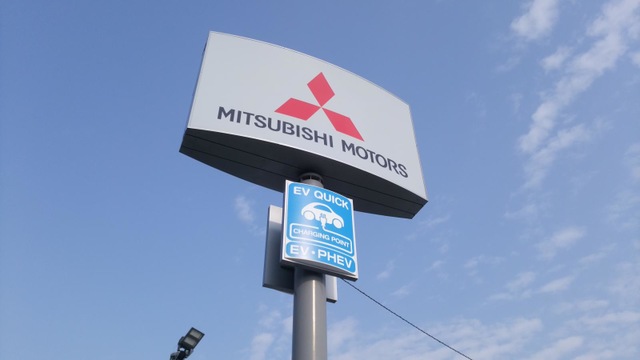 MITSUBISHI MOTORS
EV QUICK
CHARGING POINT
EV・PHEV